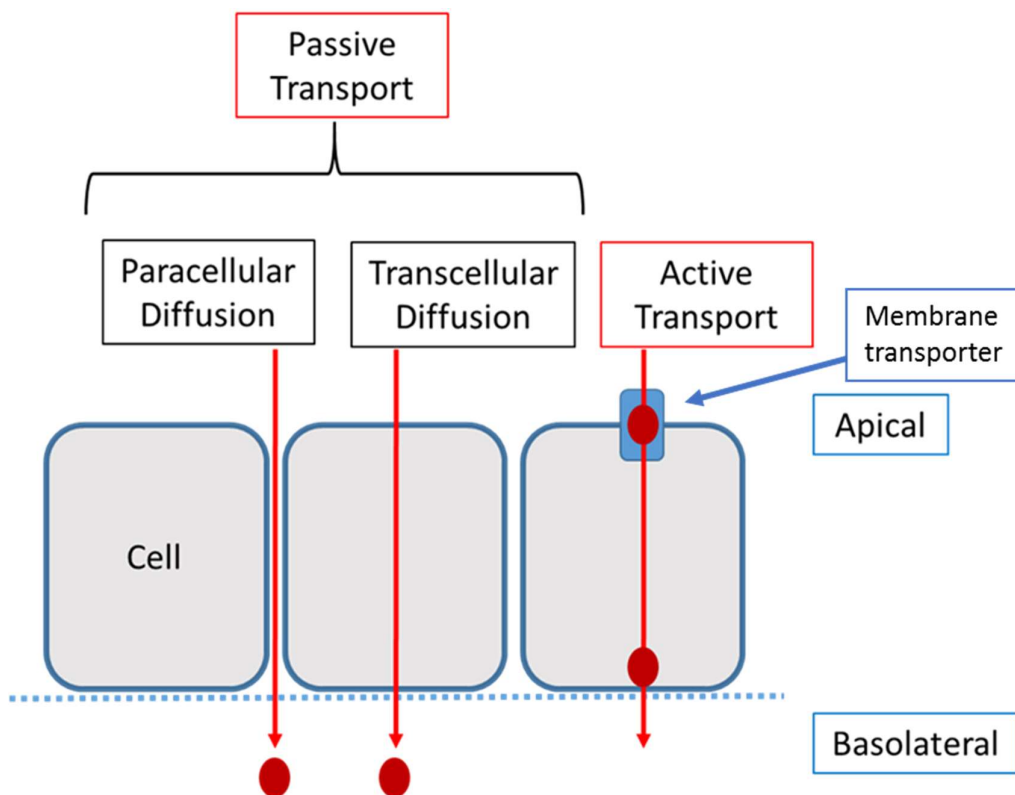 Passive
Transport
Paracellular
Diffusion
Transcellular
Diffusion
Active
Transport
Membrane
transporter
Apical
Cell
Basolateral